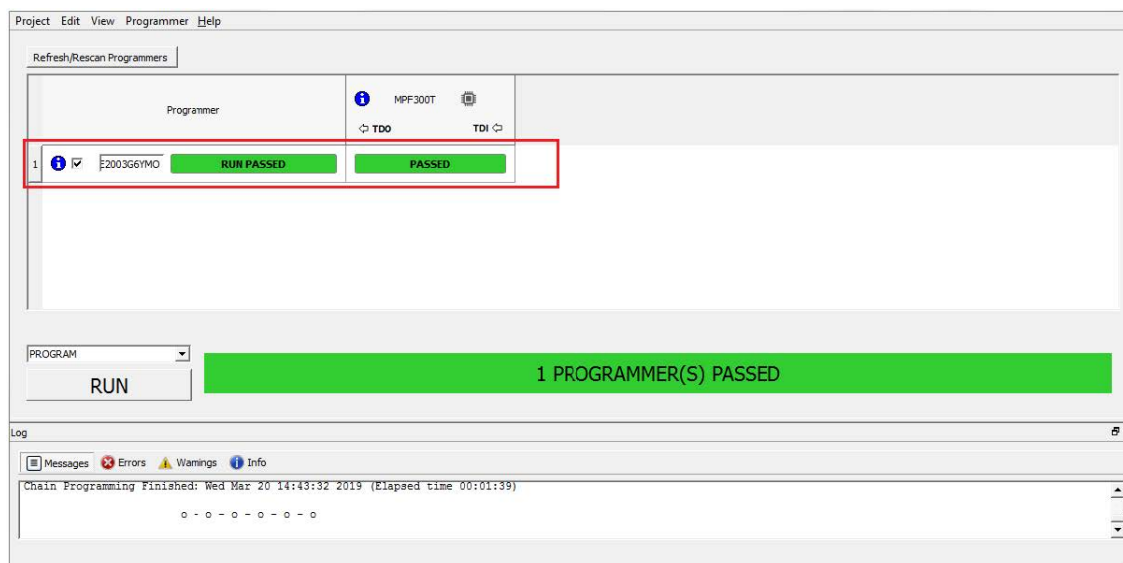 Project Edit View Programmer Help
Refresh/Rescan Programmers
Programmer
MPF300T
TDO TDI
1 E2003G6YMO RUN PASSED PASSED
PROGRAM
RUN
1 PROGRAMMER(S) PASSED
Log
Messages Errors Warnings Info
Chain Programming Finished: Wed Mar 20 14:43:32 2019 (Elapsed time 00:01:39)
o - o - o - o - o - o